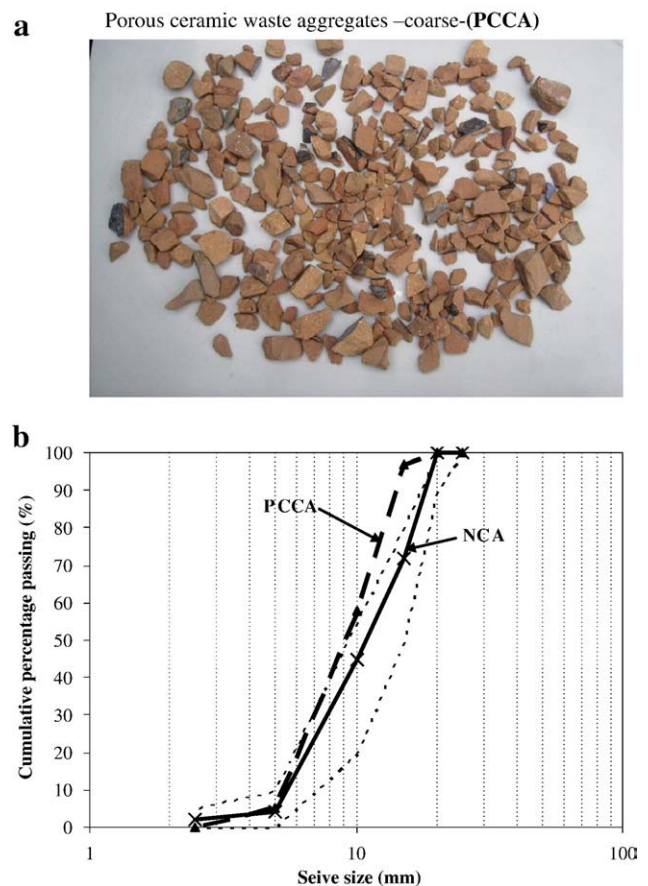 a
Porous ceramic waste aggregates –coarse-(PCCA)
b
100
90
80
70
60
50
40
30
20
10
0
Cumulative percentage passing (%)
PCCA
NCA
1
10
100
Seive size (mm)